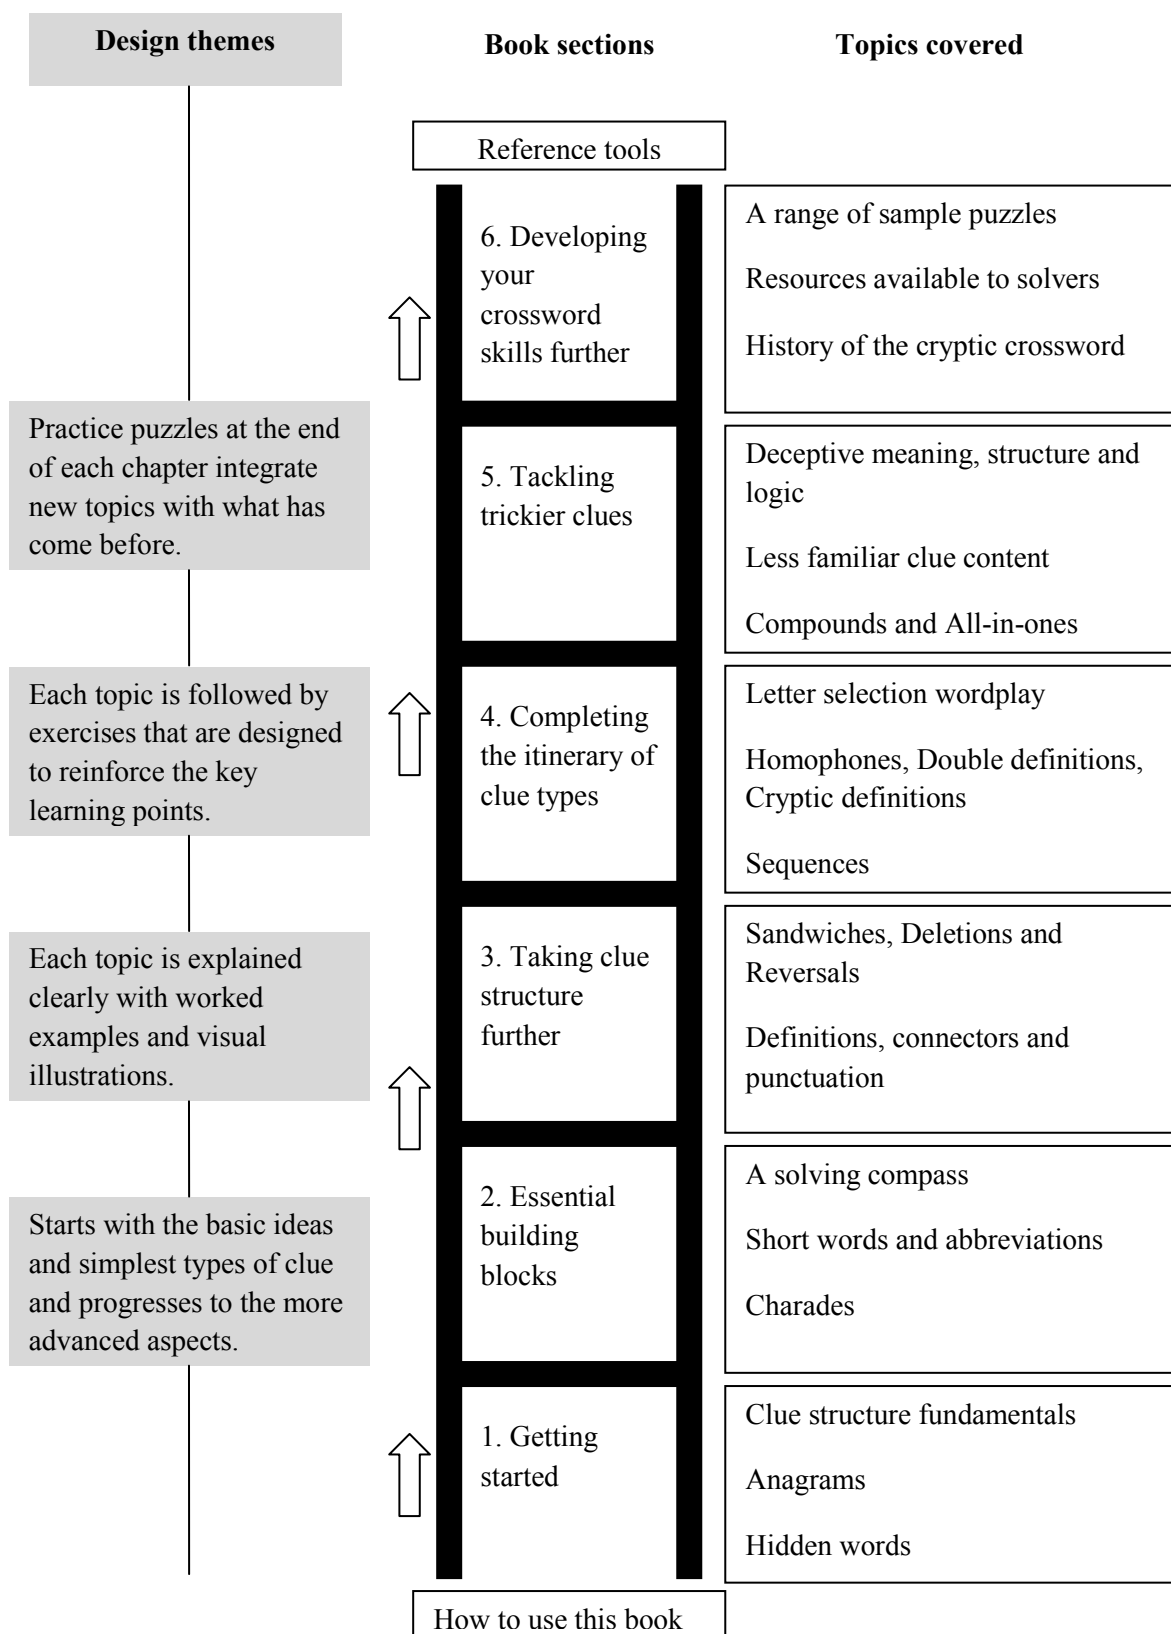 Design themes
Book sections
Topics covered
Reference tools
6. Developing
your
crossword
skills further
A range of sample puzzles
Resources available to solvers
History of the cryptic crossword
Practice puzzles at the end
of each chapter integrate
new topics with what has
come before.
5. Tackling
trickier clues
Deceptive meaning, structure and
logic
Less familiar clue content
Compounds and All-in-ones
Each topic is followed by
exercises that are designed
to reinforce the key
learning points.
4. Completing
the itinerary of
clue types
Letter selection wordplay
Homophones, Double definitions,
Cryptic definitions
Sequences
Each topic is explained
clearly with worked
examples and visual
illustrations.
3. Taking clue
structure
further
Sandwiches, Deletions and
Reversals
Definitions, connectors and
punctuation
Starts with the basic ideas
and simplest types of clue
and progresses to the more
advanced aspects.
2. Essential
building
blocks
A solving compass
Short words and abbreviations
Charades
1. Getting
started
Clue structure fundamentals
Anagrams
Hidden words
How to use this book